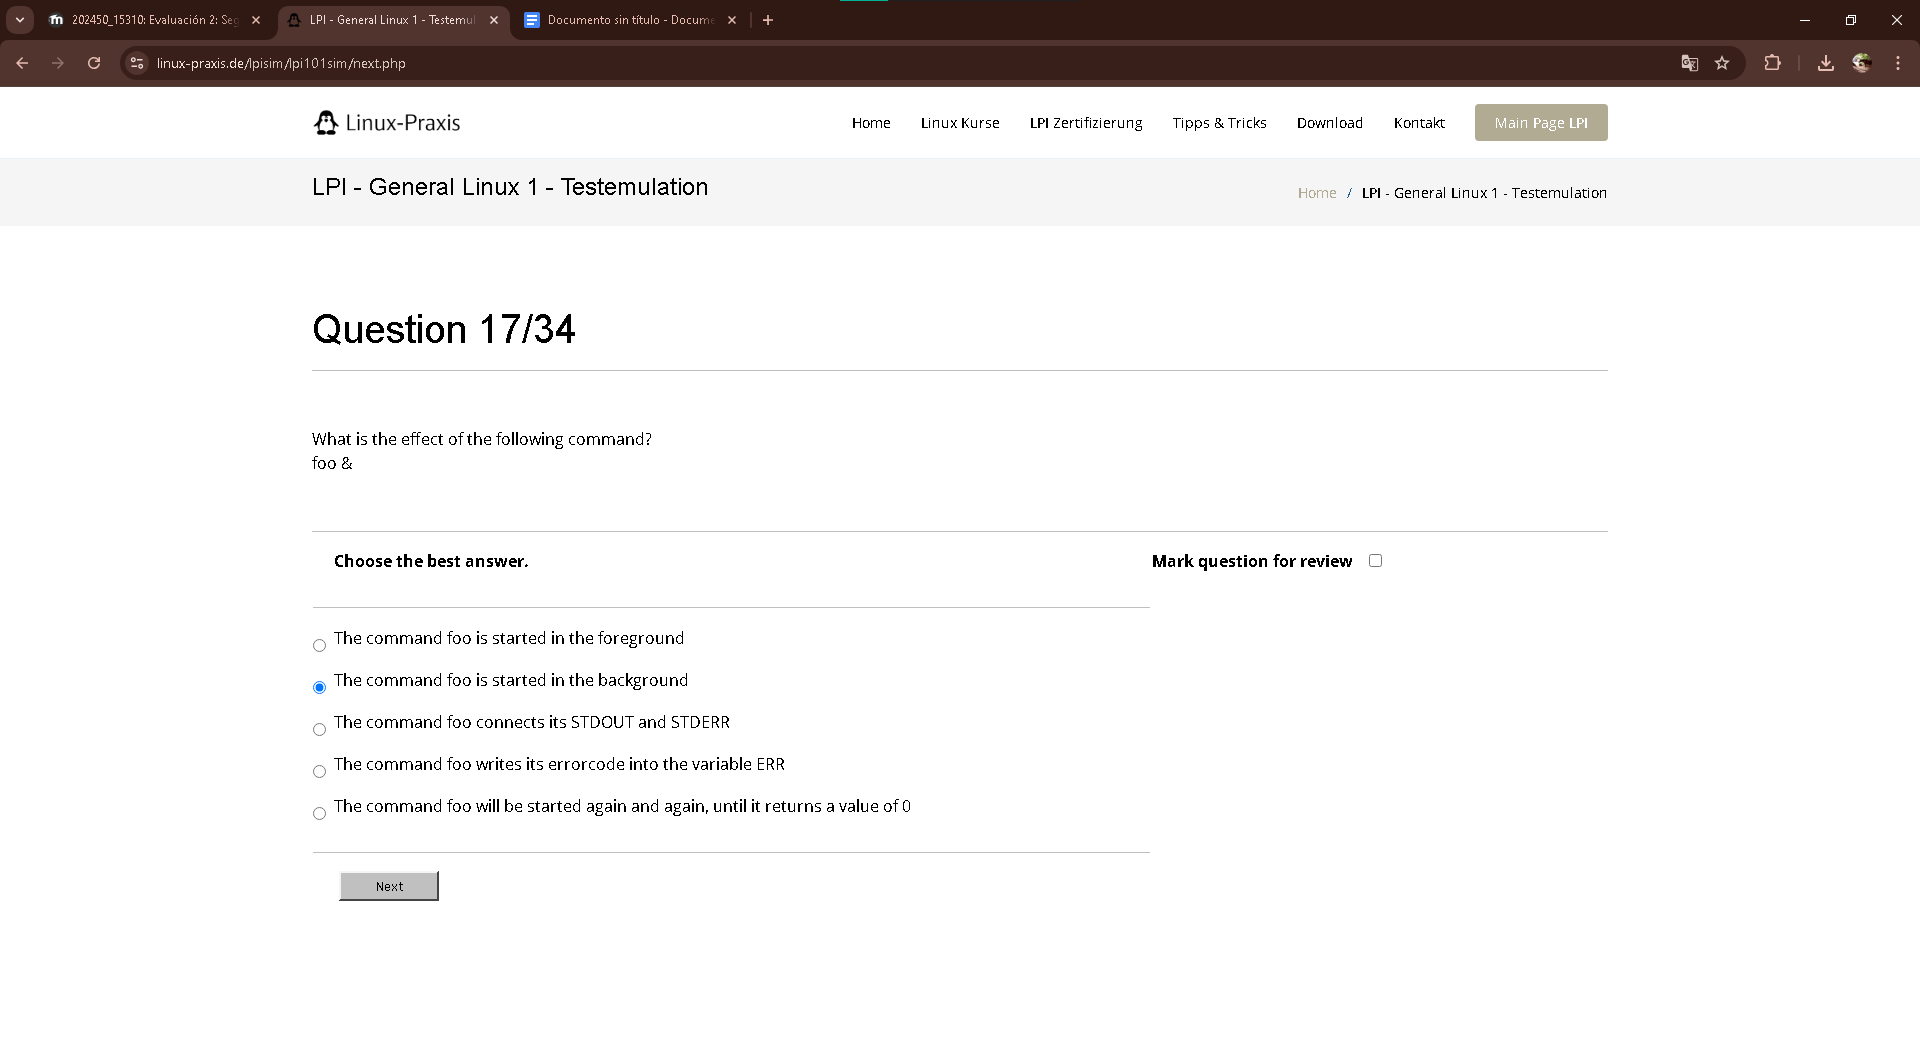 202450_15310: Evaluación 2: Seg
LPI - General Linux 1 - Testemul
Documento sin título - Docume
linux-praxis.de/lpisim/lpi101sim/next.php
Linux-Praxis
Home
Linux Kurse
LPI Zertifizierung
Tipps & Tricks
Download
Kontakt
Main Page LPI
LPI - General Linux 1 - Testemulation
Home / LPI - General Linux 1 - Testemulation
Question 17/34
What is the effect of the following command?
foo &
Choose the best answer.
Mark question for review
The command foo is started in the foreground
The command foo is started in the background
The command foo connects its STDOUT and STDERR
The command foo writes its errorcode into the variable ERR
The command foo will be started again and again, until it returns a value of 0
Next